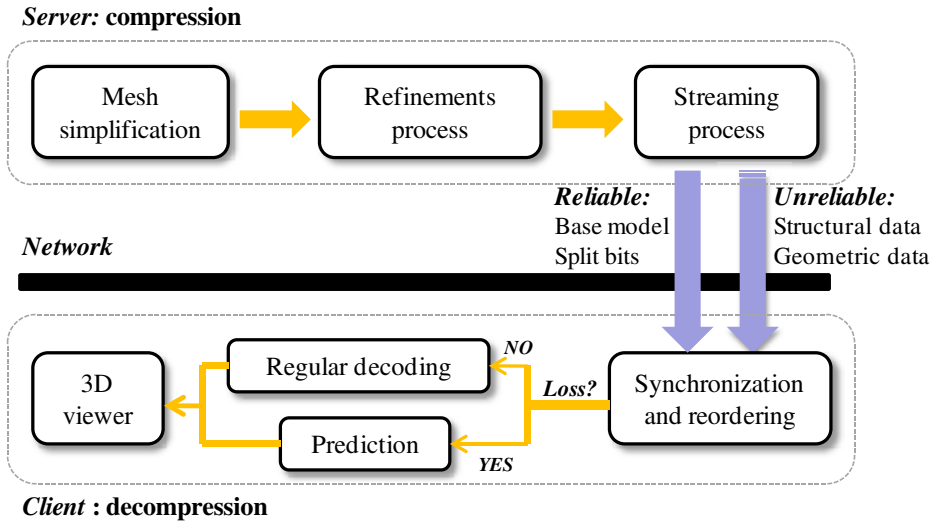 Server: compression
Mesh
simplification
Refinements
process
Streaming
process
Reliable:
Base model
Split bits
Unreliable:
Structural data
Geometric data
Network
3D
viewer
Regular decoding
Prediction
NO
Loss?
YES
Synchronization
and reordering
Client : decompression